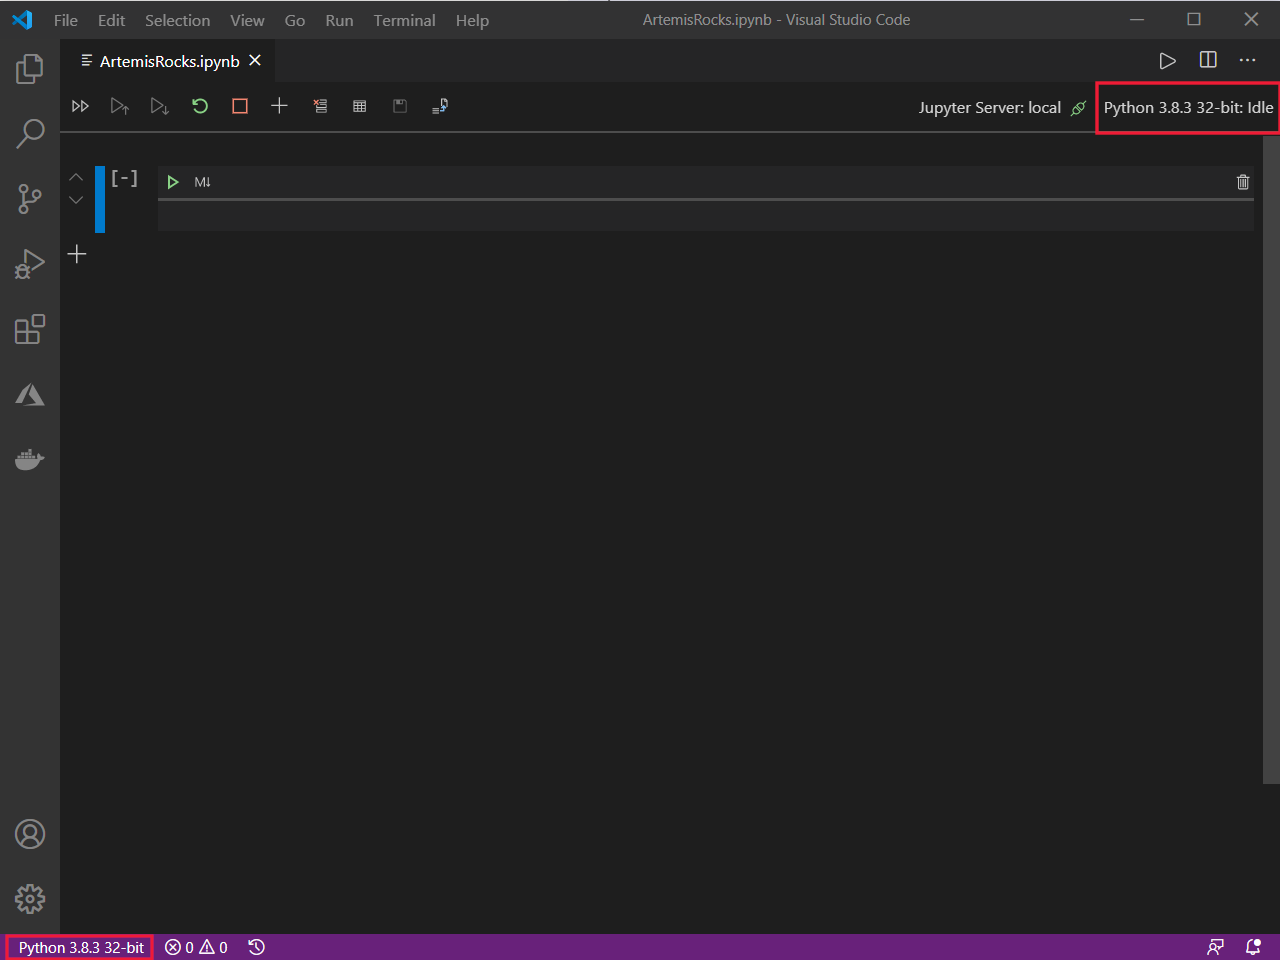 File Edit Selection View Go Run Terminal Help ArtemisRocks.ipynb - Visual Studio Code
ArtemisRocks.ipynb
Jupyter Server: local Python 3.8.3 32-bit: Idle
[-] M↓
Python 3.8.3 32-bit 0 0